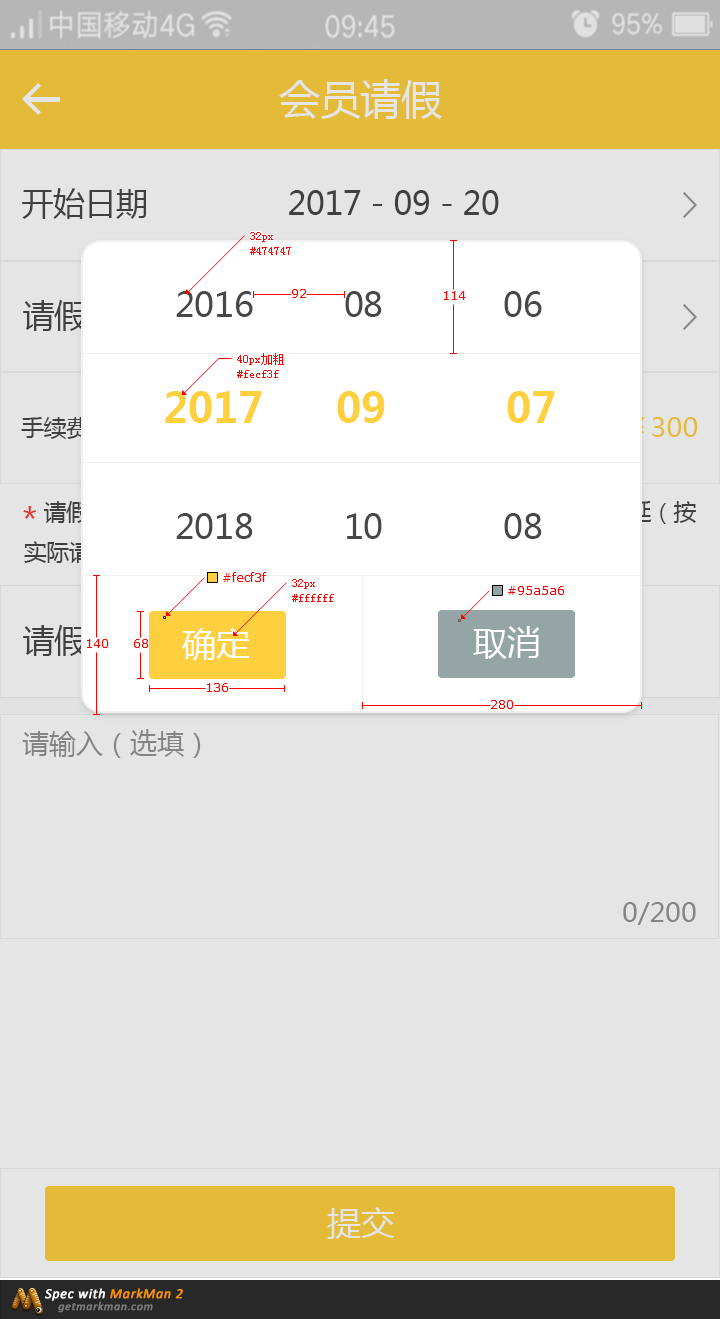 中国移动4G 09:45 95%
会员请假
开始日期 2017 - 09 - 20
32px
#474747
2016 92 08 06 114
请假
40px加粗
#fecf3f
2017 09 07
手续费 ¥ 300
* 请假 延（按
实际请
2018 10 08
#fecf3f 32px
#ffffff
#95a5a6
请假
140 68 确定 取消
136
280
请输入（选填）
0/200
提交
Spec with MarkMan 2
getmarkman.com